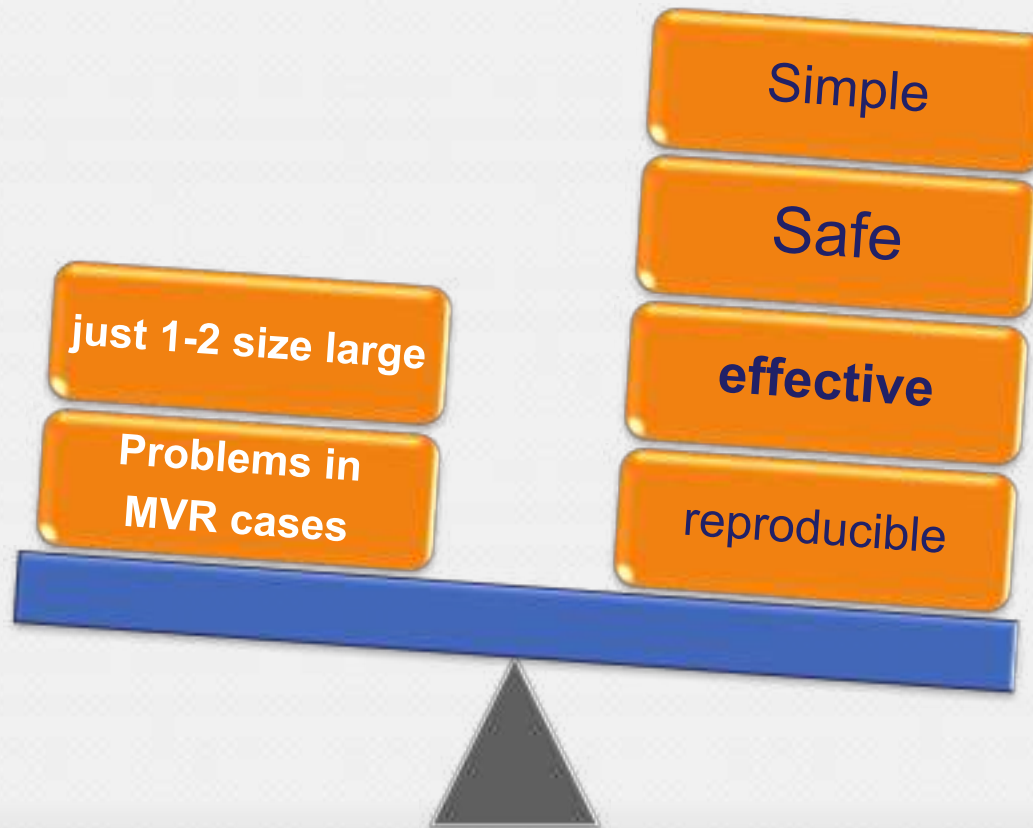 just 1-2 size large
Problems in
MVR cases
Simple
Safe
effective
reproducible